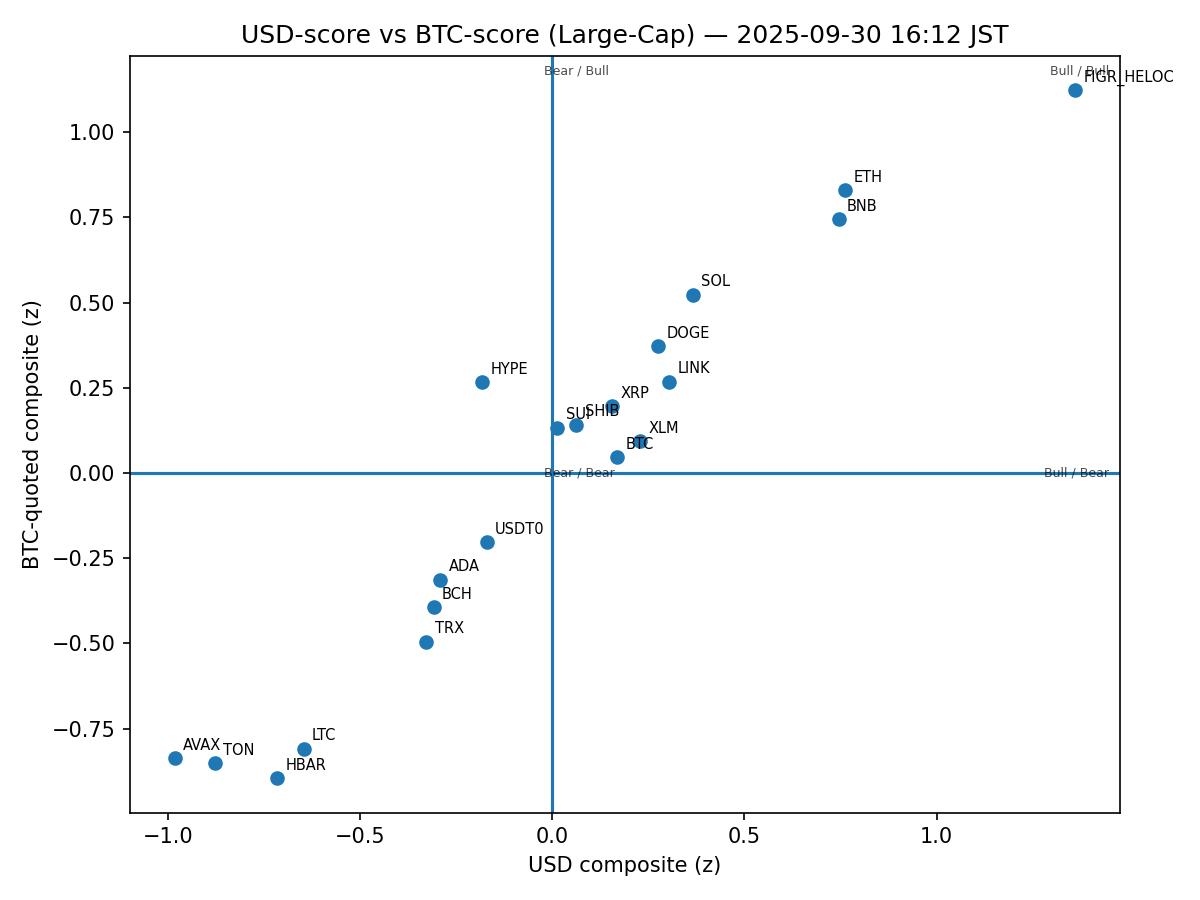 USD-score vs BTC-score (Large-Cap) — 2025-09-30 16:12 JST
Bear / Bull
Bull / Bull
FIGR_HELOC
ETH
BNB
SOL
DOGE
LINK
HYPE
XRP
SUI
SHIB
XLM
BTC
Bear / Bear
Bull / Bear
USDT0
ADA
BCH
TRX
AVAX
TON
LTC
HBAR
BTC-quoted composite (z)
1.00
0.75
0.50
0.25
0.00
−0.25
−0.50
−0.75
−1.0
−0.5
0.0
0.5
1.0
USD composite (z)